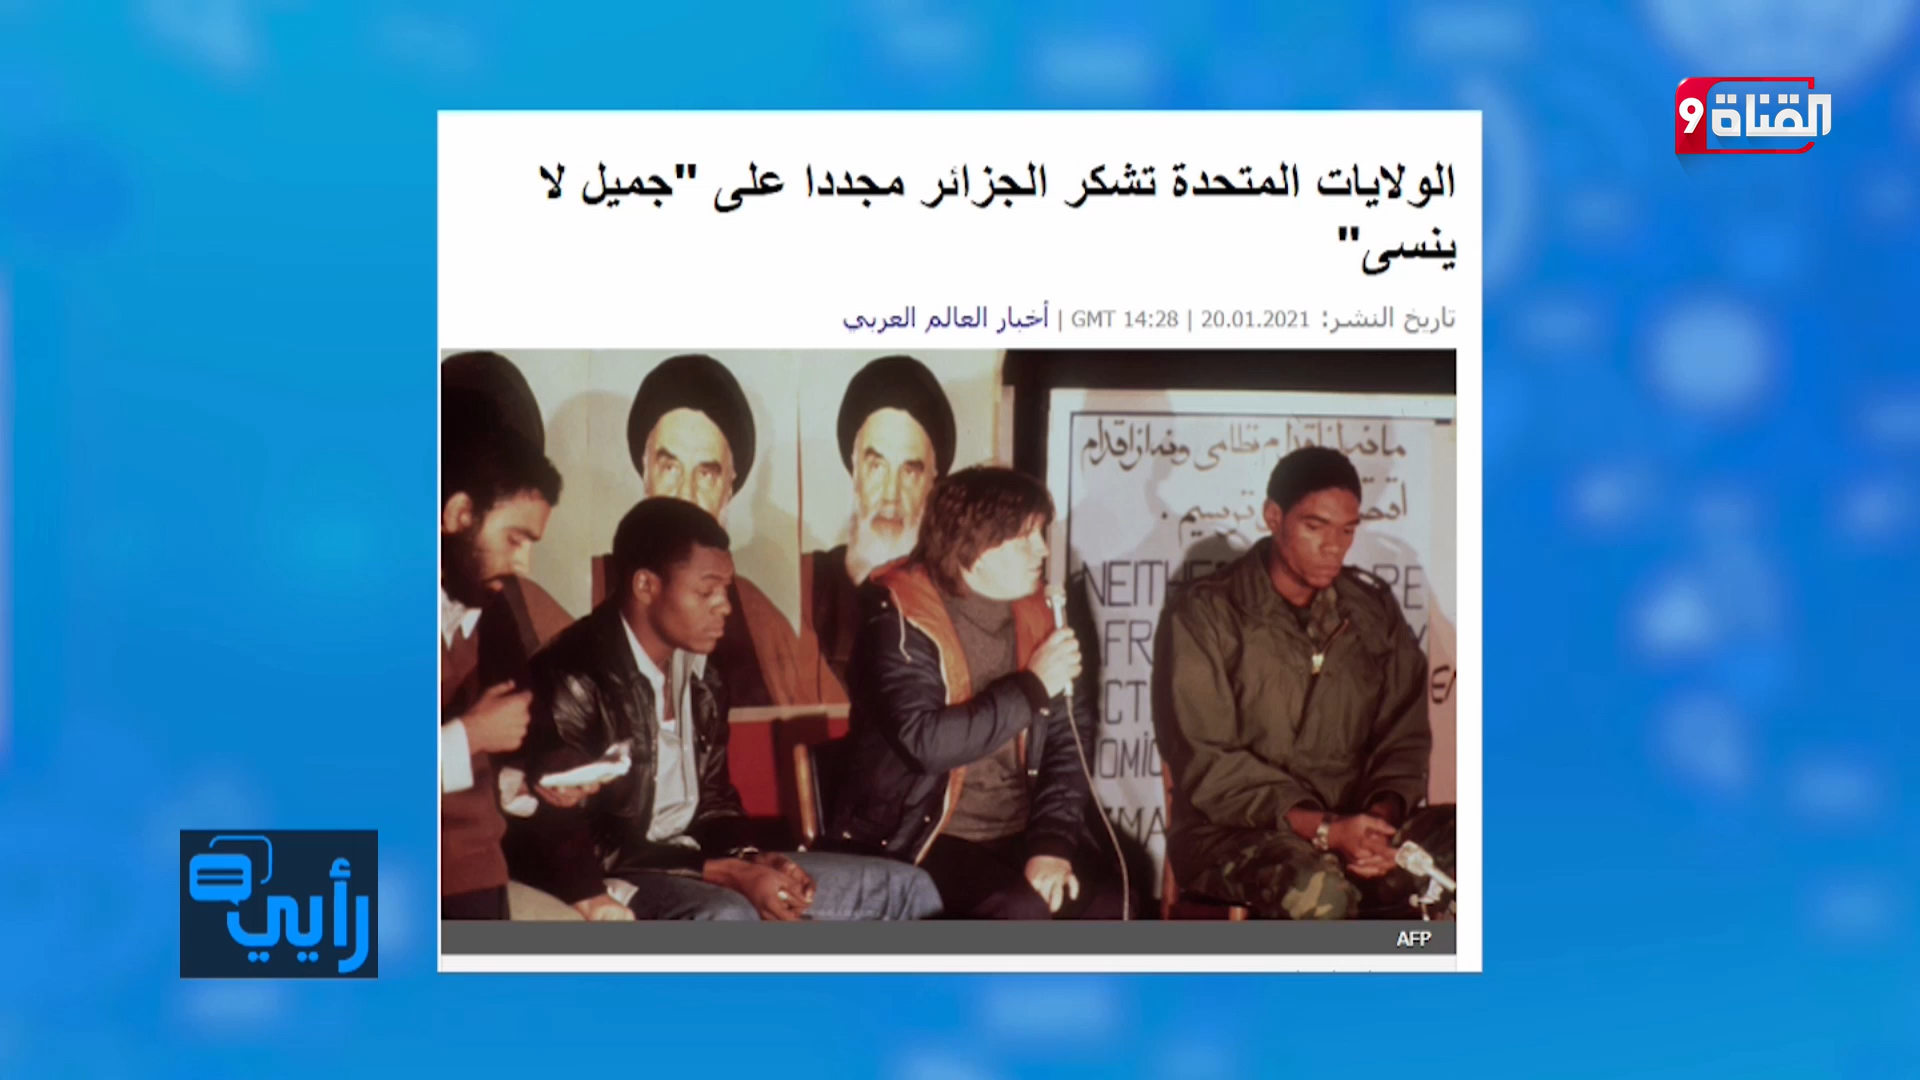 القناة 9
الولايات المتحدة تشكر الجزائر مجددا على "جميل لا
ينسى"
تاريخ النشر: 20.01.2021 | 14:28 GMT | أخبار العالم العربي
AFP
رأيي